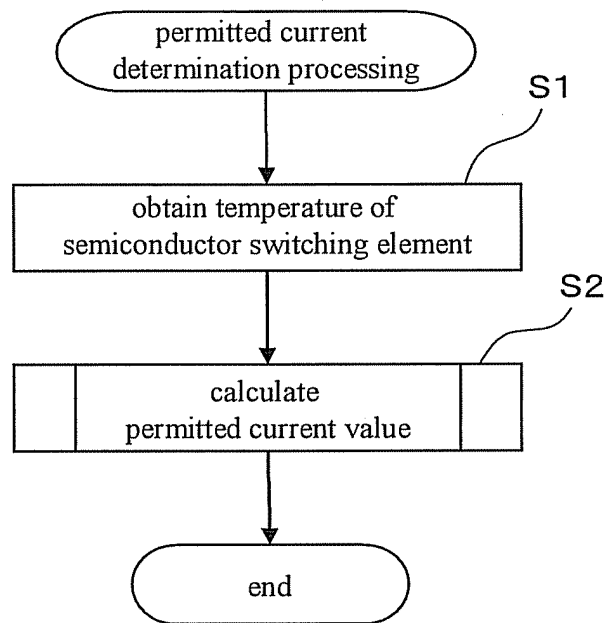 permitted current
determination processing
S1
obtain temperature of
semiconductor switching element
S2
calculate
permitted current value
end